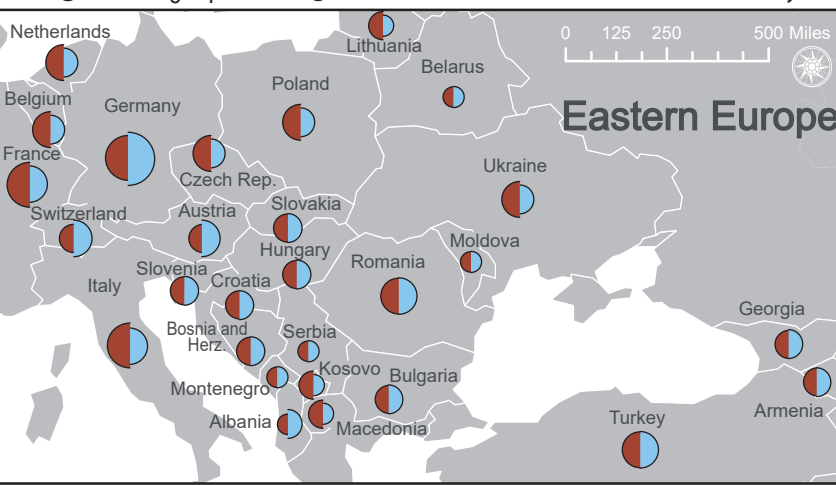 Netherlands
Lithuania
0 125 250 500 Miles
Belarus
Poland
Belgium
Germany
Eastern Europe
France
Czech Rep.
Ukraine
Switzerland
Austria
Slovakia
Moldova
Hungary
Romania
Slovenia
Croatia
Italy
Georgia
Bosnia and
Herz.
Serbia
Kosovo
Bulgaria
Montenegro
Armenia
Albania
Macedonia
Turkey